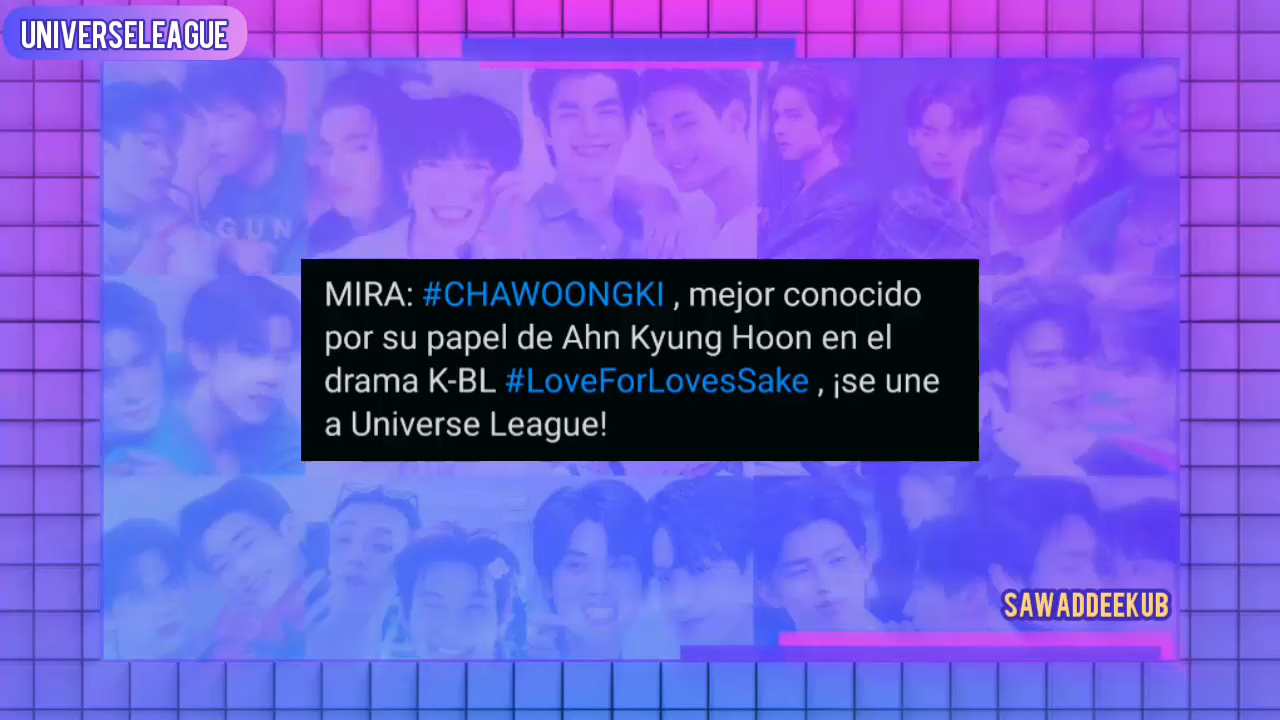 UNIVERSELEAGUE
GUN
MIRA: #CHAWOONGKI , mejor conocido
por su papel de Ahn Kyung Hoon en el
drama K-BL #LoveForLovesSake , ¡se une
a Universe League!
SAWADDEEKUB